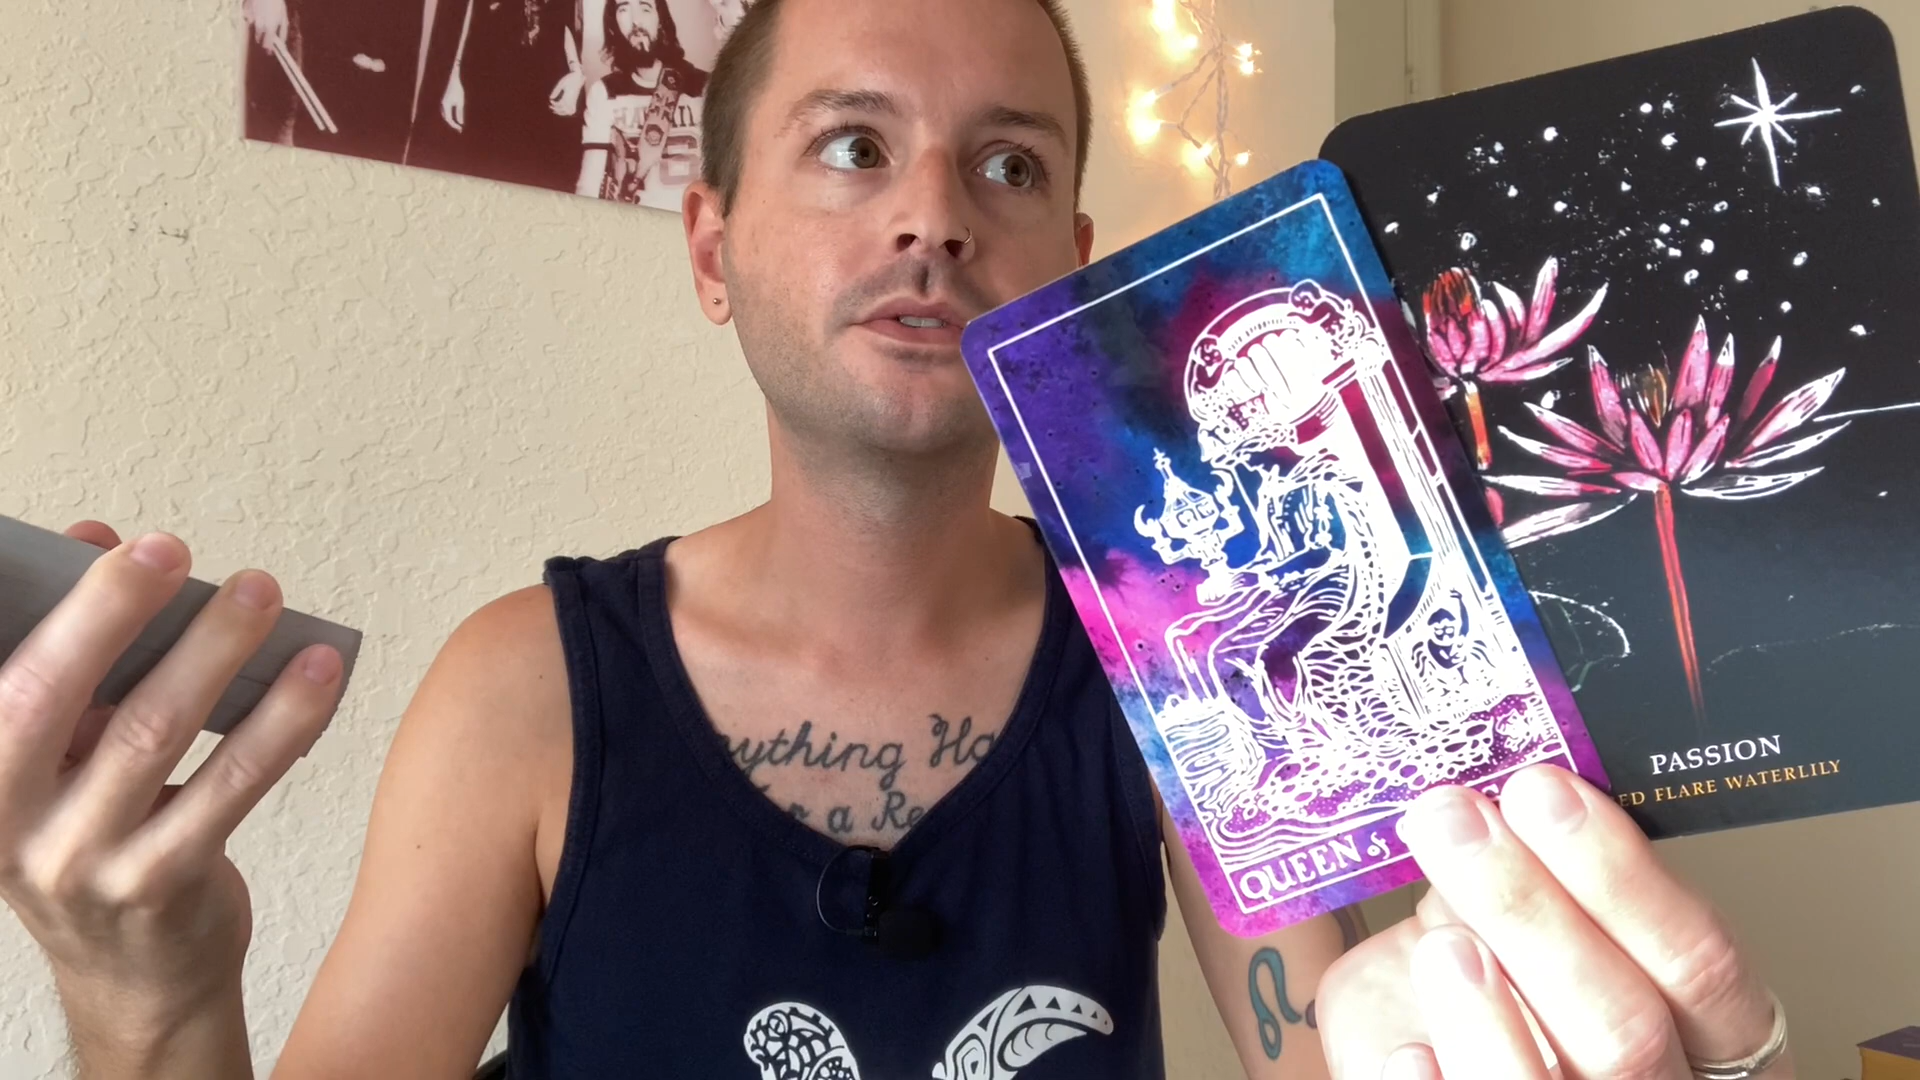 PASSION
ED FLARE WATERLILY
QUEEN of
ything Ha
r a Re